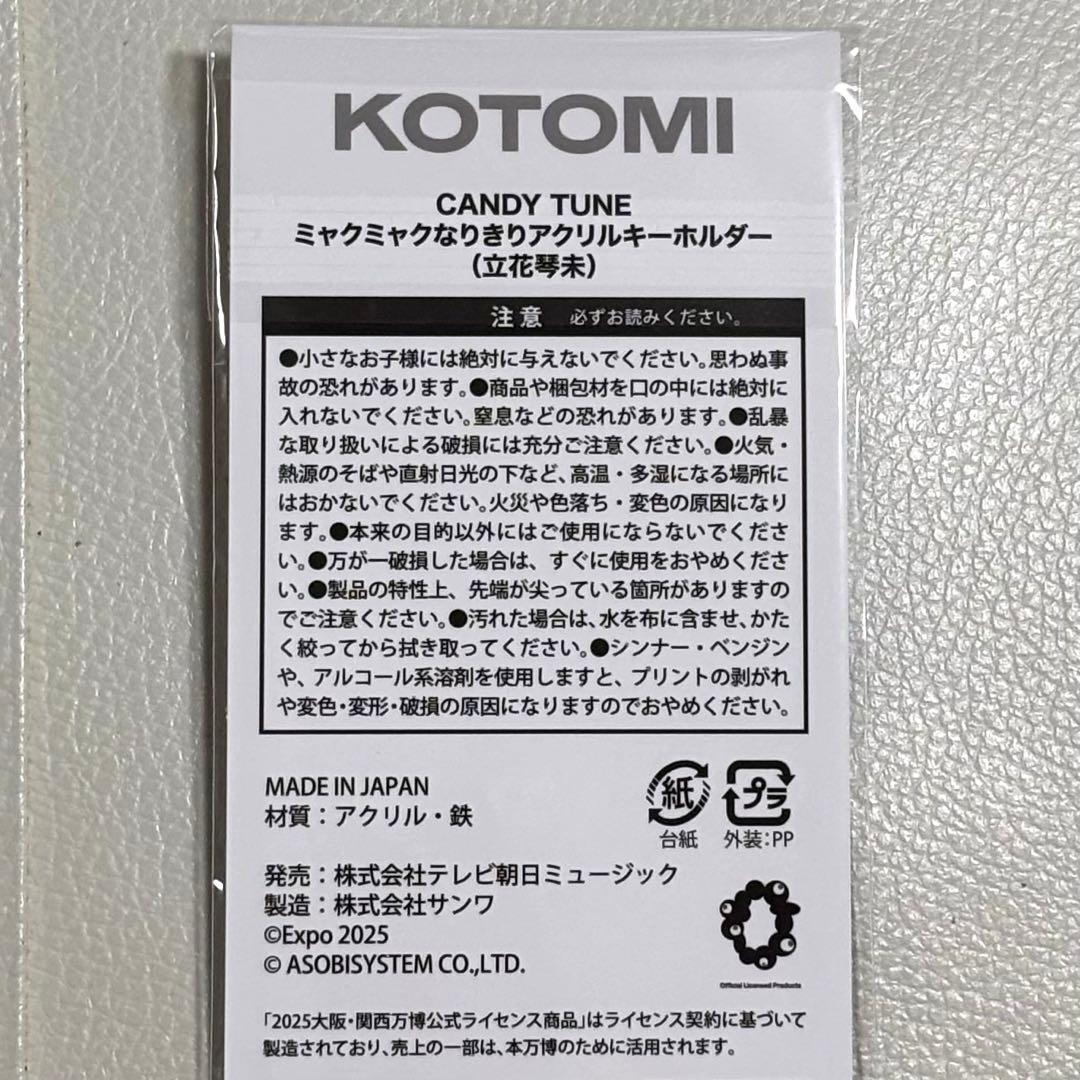 KOTOMI
CANDY TUNE
ミャクミャクなりきりアクリルキーホルダー
（立花琴未）
注意 必ずお読みください。
●小さなお子様には絶対に与えないでください。思わぬ事
故の恐れがあります。●商品や梱包材を口の中には絶対に
入れないでください。窒息などの恐れがあります。●乱暴
な取り扱いによる破損には充分ご注意ください。●火気・
熱源のそばや直射日光の下など、高温・多湿になる場所に
はおかないでください。火災や色落ち・変色の原因になり
ます。●本来の目的以外にはご使用にならないでくださ
い。●万が一破損した場合は、すぐに使用をおやめくださ
い。●製品の特性上、先端が尖っている箇所がありますの
でご注意ください。●汚れた場合は、水を布に含ませ、かた
く絞ってから拭き取ってください。●シンナー・ベンジン
や、アルコール系溶剤を使用しますと、プリントの剥がれ
や変色・変形・破損の原因になりますのでおやめください。
MADE IN JAPAN
材質：アクリル・鉄
紙
台紙
プラ
外装：PP
発売：株式会社テレビ朝日ミュージック
製造：株式会社サンワ
©Expo 2025
© ASOBISYSTEM CO.,LTD.
Official Licensed Products
「2025大阪・関西万博公式ライセンス商品」はライセンス契約に基づいて
製造されており、売上の一部は、本万博のために活用されます。